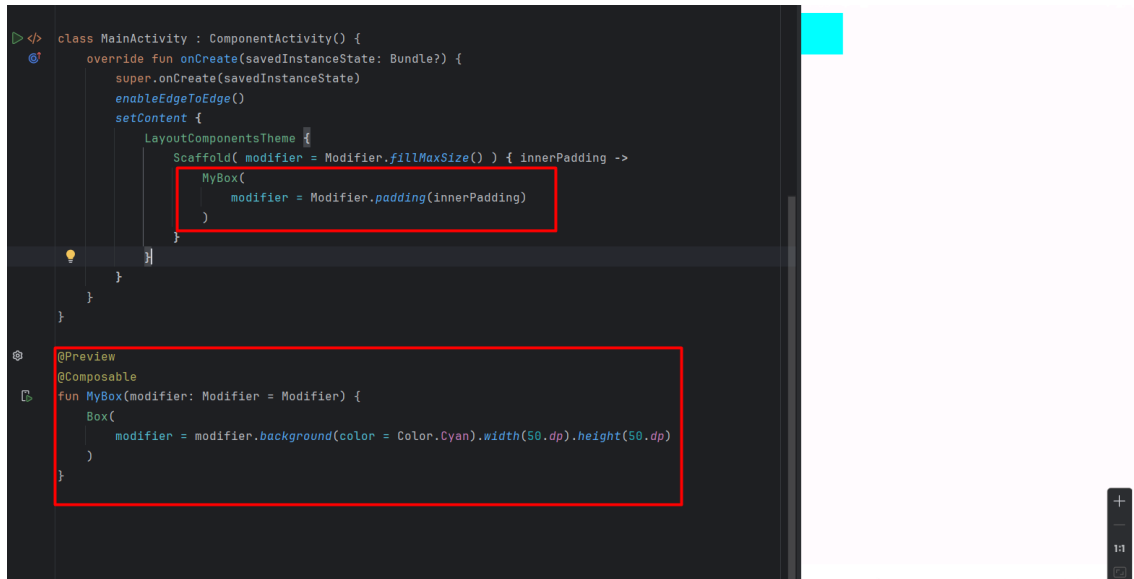 class MainActivity : ComponentActivity() {
override fun onCreate(savedInstanceState: Bundle?) {
super.onCreate(savedInstanceState)
enableEdgeToEdge()
setContent {
LayoutComponentsTheme {
Scaffold( modifier = Modifier.fillMaxSize() ) { innerPadding ->
MyBox(
modifier = Modifier.padding(innerPadding)
)
}
}
}
}
}
@Preview
@Composable
fun MyBox(modifier: Modifier = Modifier) {
Box(
modifier = modifier.background(color = Color.Cyan).width(50.dp).height(50.dp)
)
}
1:1